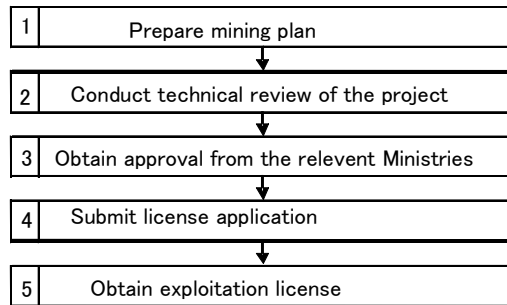 1 Prepare mining plan
2 Conduct technical review of the project
3 Obtain approval from the relevent Ministries
4 Submit license application
5 Obtain exploitation license